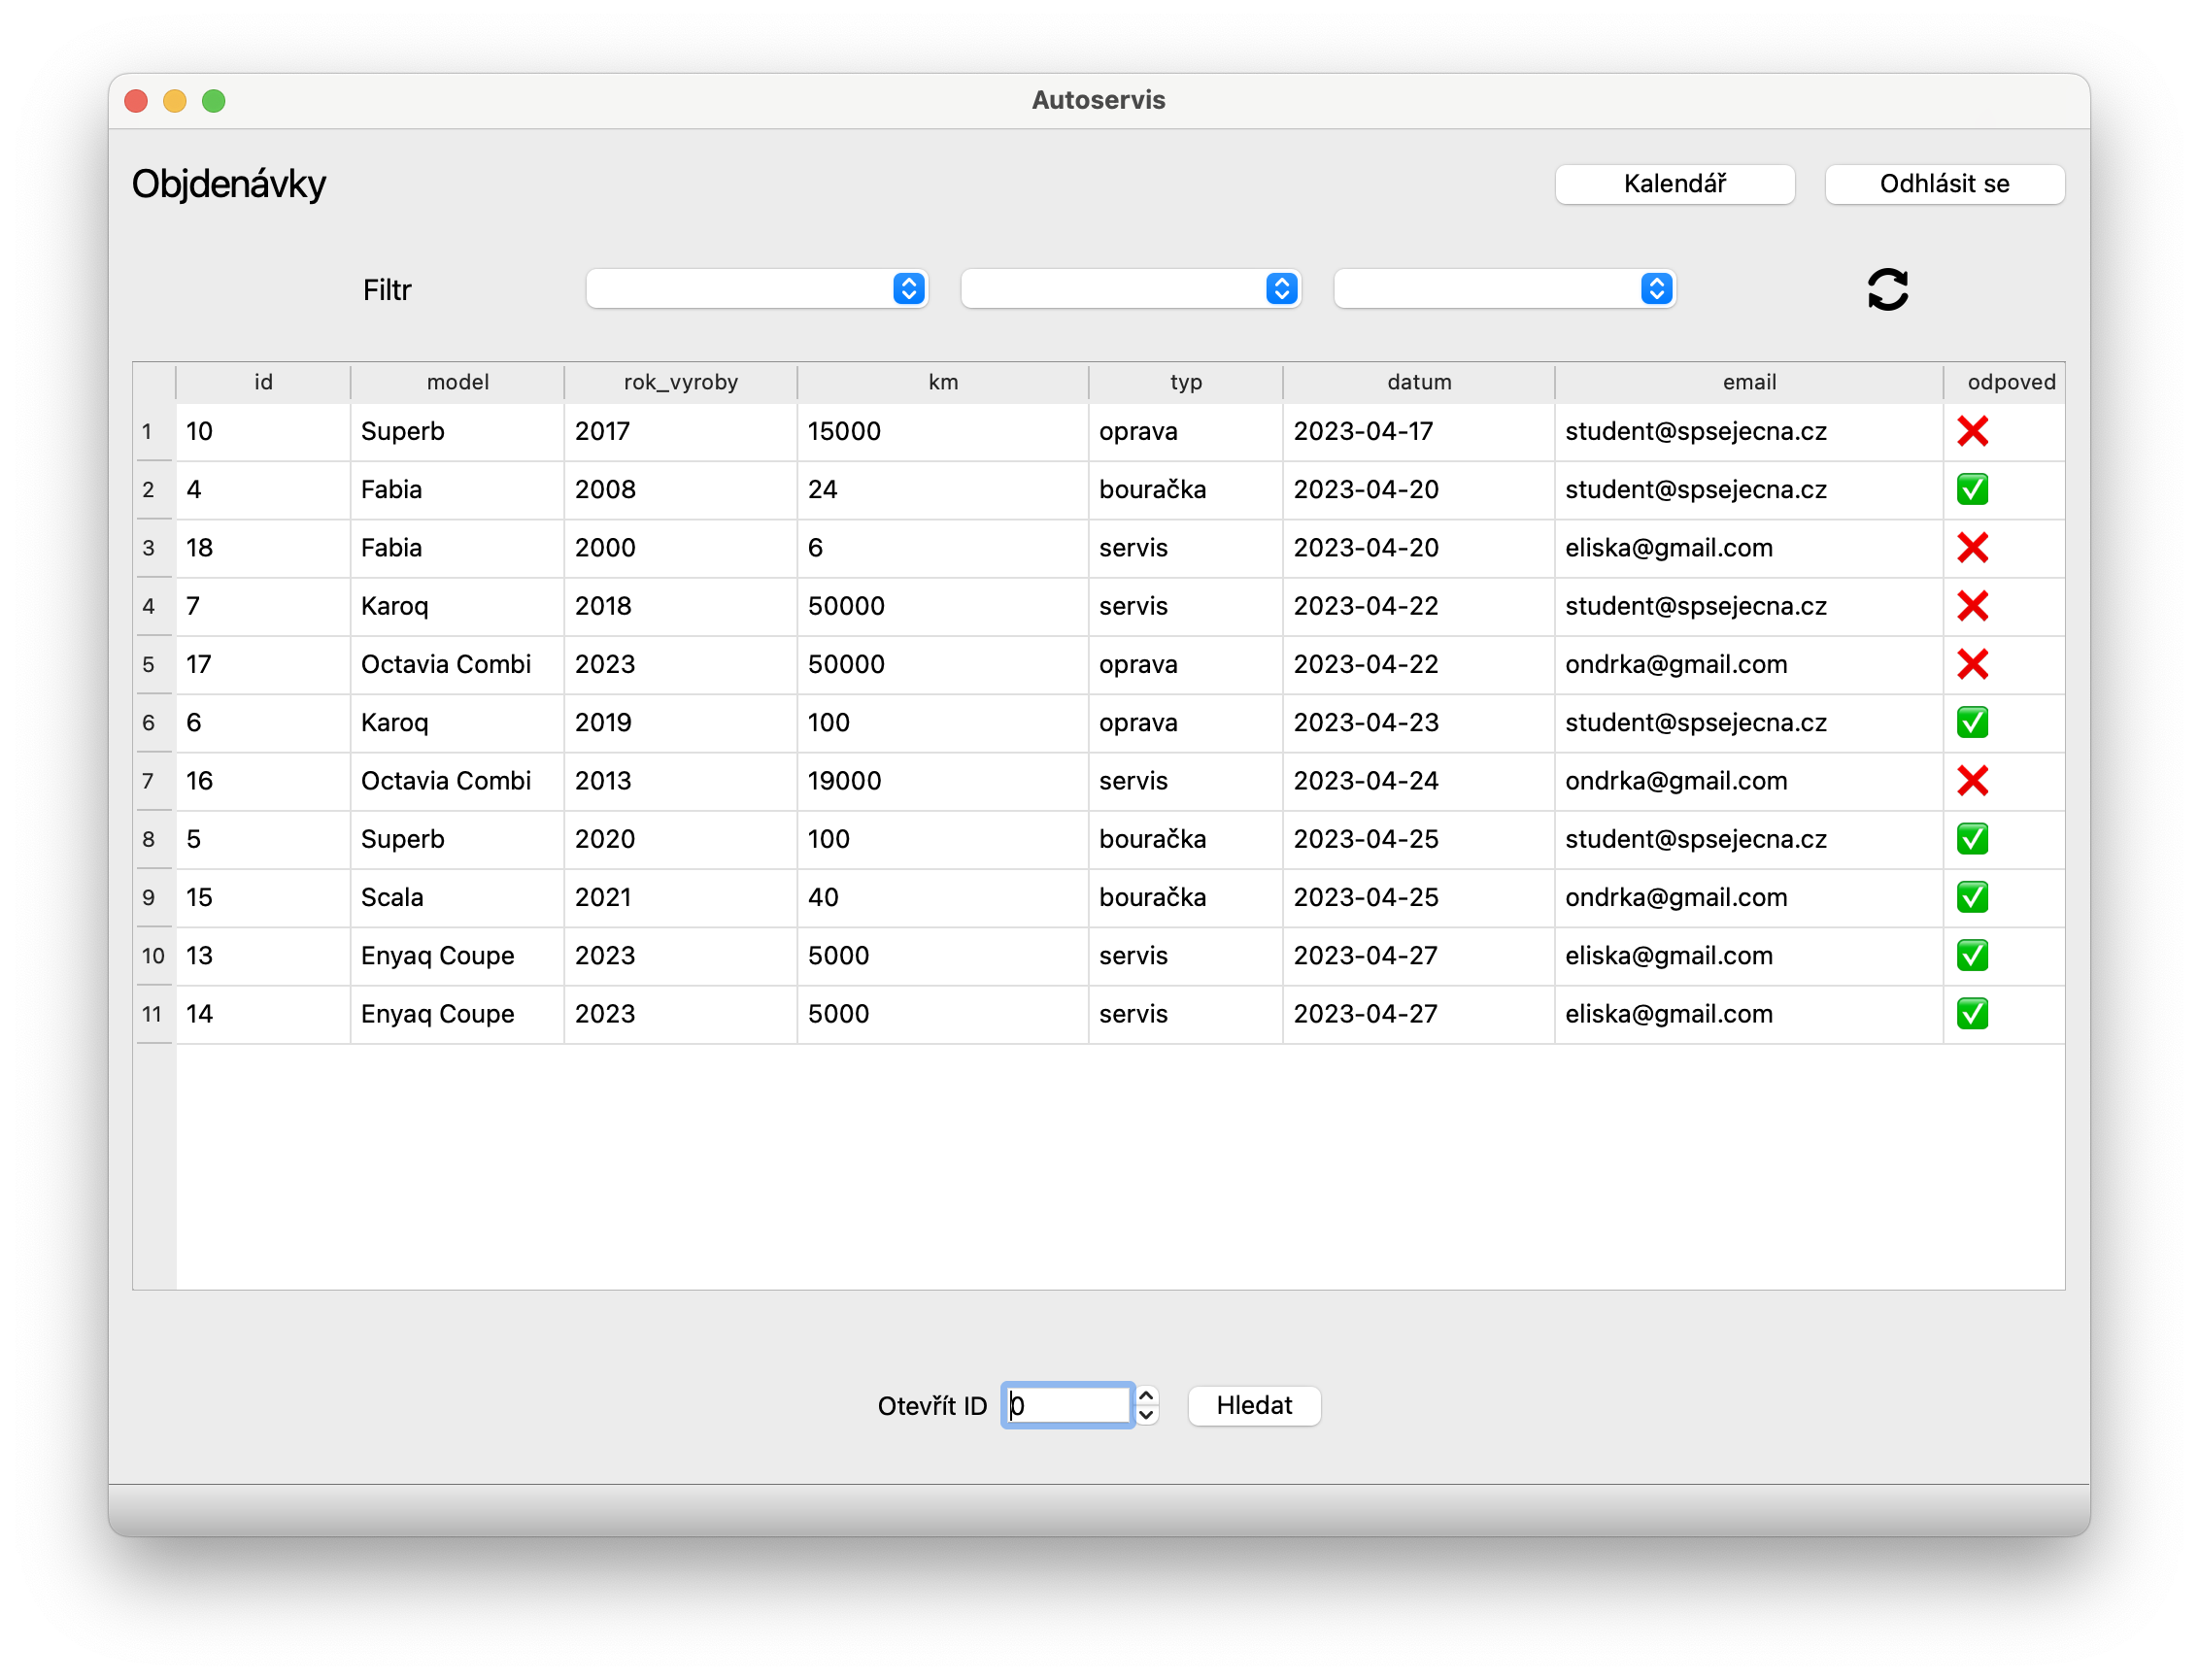 Autoservis
Objdenávky Kalendář Odhlásit se
Filtr
id model rok_vyroby km typ datum email odpoved
1 10 Superb 2017 15000 oprava 2023-04-17 student@spsejecna.cz
2 4 Fabia 2008 24 bouračka 2023-04-20 student@spsejecna.cz
3 18 Fabia 2000 6 servis 2023-04-20 eliska@gmail.com
4 7 Karoq 2018 50000 servis 2023-04-22 student@spsejecna.cz
5 17 Octavia Combi 2023 50000 oprava 2023-04-22 ondrka@gmail.com
6 6 Karoq 2019 100 oprava 2023-04-23 student@spsejecna.cz
7 16 Octavia Combi 2013 19000 servis 2023-04-24 ondrka@gmail.com
8 5 Superb 2020 100 bouračka 2023-04-25 student@spsejecna.cz
9 15 Scala 2021 40 bouračka 2023-04-25 ondrka@gmail.com
10 13 Enyaq Coupe 2023 5000 servis 2023-04-27 eliska@gmail.com
11 14 Enyaq Coupe 2023 5000 servis 2023-04-27 eliska@gmail.com
Otevřít ID 0 Hledat